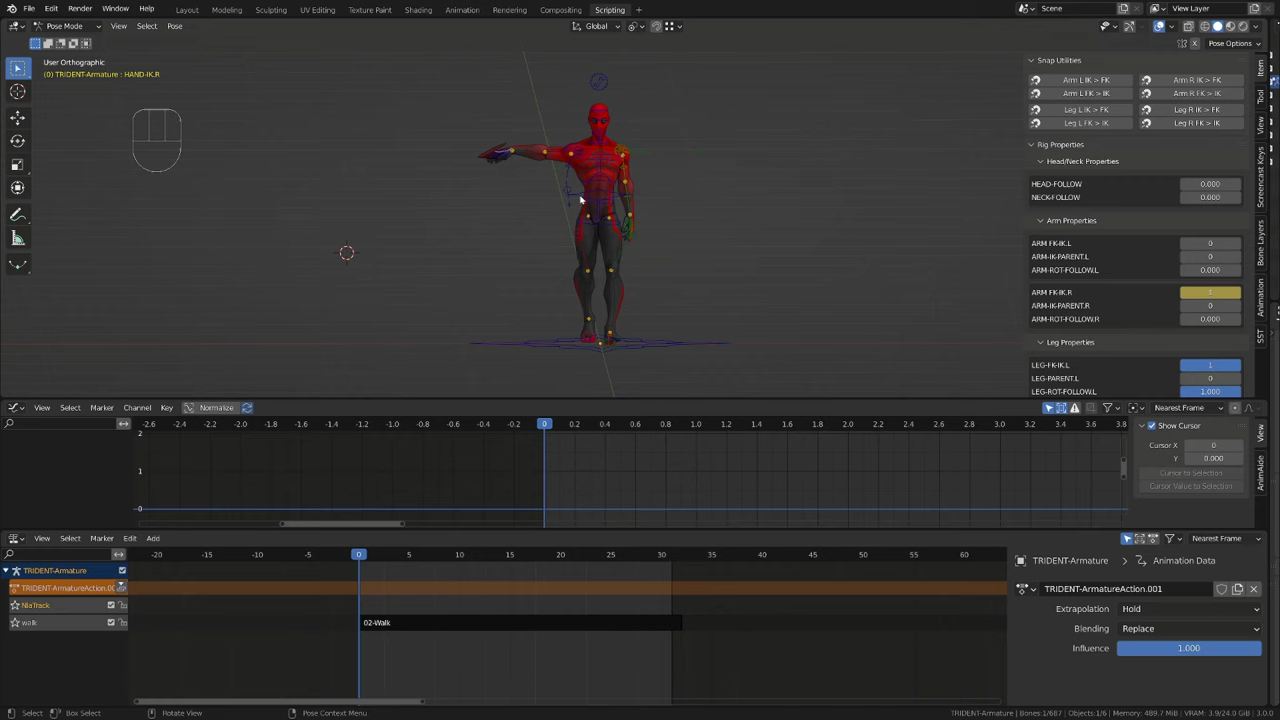 File Edit Render Window Help Layout Modeling Sculpting UV Editing Texture Paint Shading Animation Rendering Compositing Scripting + Scene View Layer
Pose Mode View Select Pose Global
Pose Options
User Orthographic
(0) TRIDENT-Armature : HAND-IK.R
Snap Utilities
Arm L IK > FK Arm R IK > FK
Arm L FK > IK Arm R FK > IK
Leg L IK > FK Leg R IK > FK
Leg L FK > IK Leg R FK > IK
Rig Properties
Head/Neck Properties
HEAD-FOLLOW 0.000
NECK-FOLLOW 0.000
Arm Properties
ARM FK-IK.L 0
ARM-IK-PARENT.L 0
ARM-ROT-FOLLOW.L 0
ARM FK-IK.R 1
ARM-IK-PARENT.R 0
ARM-ROT-FOLLOW.R 0.000
Leg Properties
LEG-FK-IK.L 1
LEG-PARENT.L 0
LEG-ROT-FOLLOW.L 1.000
Item
Tool
View
Screencast Keys
Bone Layers
Animation
SST
View Select Marker Channel Key Normalize Nearest Frame
-2.6 -2.4 -2.2 -2.0 -1.8 -1.6 -1.4 -1.2 -1.0 -0.8 -0.6 -0.4 -0.2 0 0.2 0.4 0.6 0.8 1.0 1.2 1.4 1.6 1.8 2.0 2.2 2.4 2.6 2.8 3.0 3.2 3.4 3.6 3.8
2
1
0
Show Cursor
Cursor X 0
Y 0.000
Cursor to Selection
Cursor Value to Selection
View
AnimAide
View Select Marker Edit Add Nearest Frame
-20 -15 -10 -5 0 5 10 15 20 25 30 35 40 45 50 55 60
TRIDENT-Armature
TRIDENT-ArmatureAction.00
NlaTrack
walk
02-Walk
TRIDENT-Armature > Animation Data
TRIDENT-ArmatureAction.001
Extrapolation Hold
Blending Replace
Influence 1.000
Select Box Select Rotate View Pose Context Menu TRIDENT-Armature | Bones:1/687 | Objects:1/6 | Memory: 489.7 MiB | VRAM: 3.9/24.0 GiB | 3.0.0